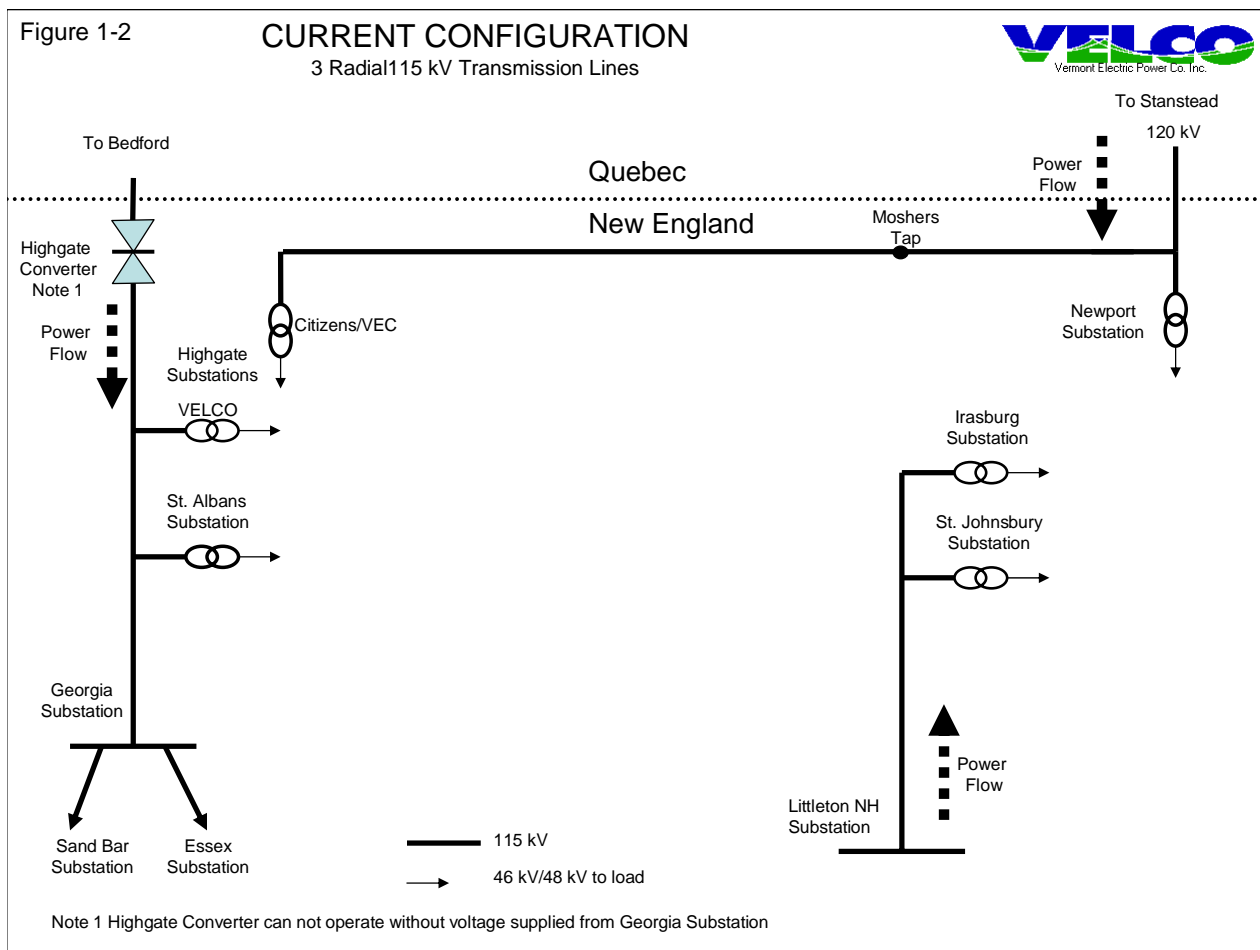 Figure 1-2
CURRENT CONFIGURATION
3 Radial115 kV Transmission Lines
VELCO
Vermont Electric Power Co. Inc.
To Stanstead
120 kV
To Bedford
Power
Flow
Quebec
New England
Moshers
Tap
Highgate
Converter
Note 1
Power
Flow
Citizens/VEC
Newport
Substation
Highgate
Substations
VELCO
Irasburg
Substation
St. Albans
Substation
St. Johnsbury
Substation
Georgia
Substation
Power
Flow
Littleton NH
Substation
Sand Bar
Substation
Essex
Substation
115 kV
46 kV/48 kV to load
Note 1 Highgate Converter can not operate without voltage supplied from Georgia Substation